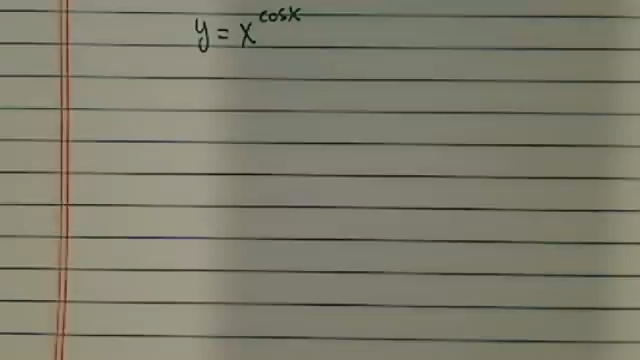 y = x^cosx